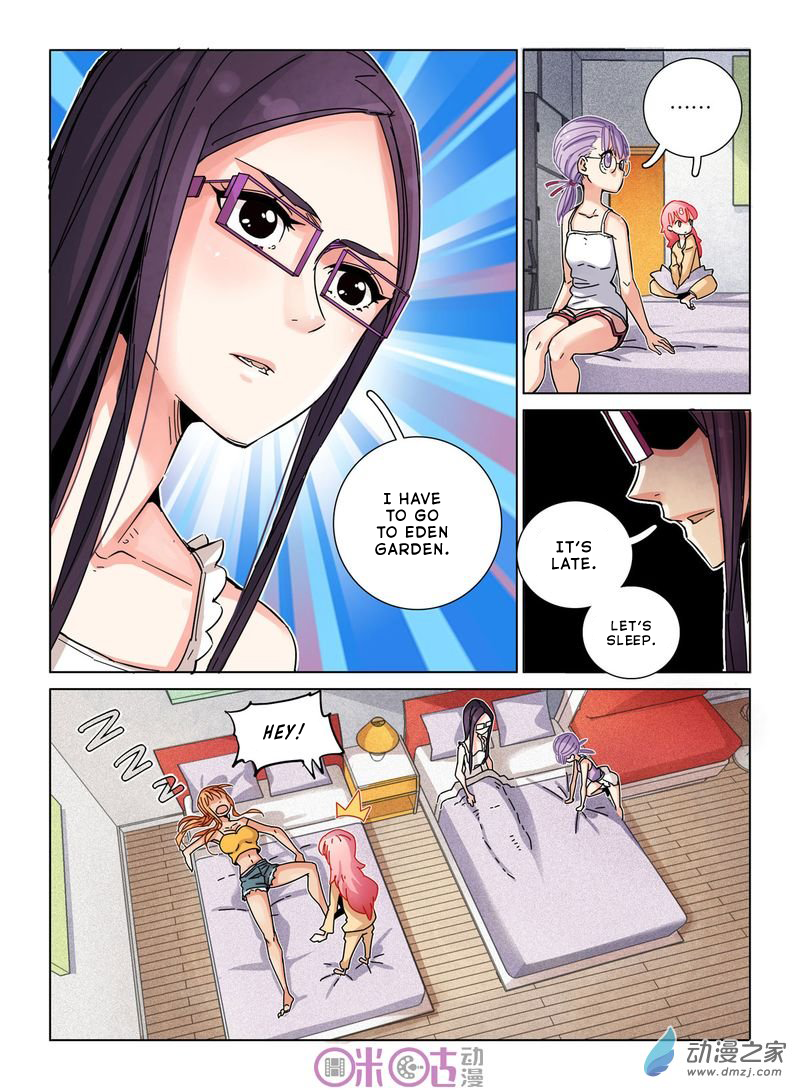 ......
I HAVE
TO GO
TO EDEN
GARDEN.
IT'S
LATE.
LET'S
SLEEP.
NNN
HEY!
咪咕动漫
动漫之家
www.dmzj.com